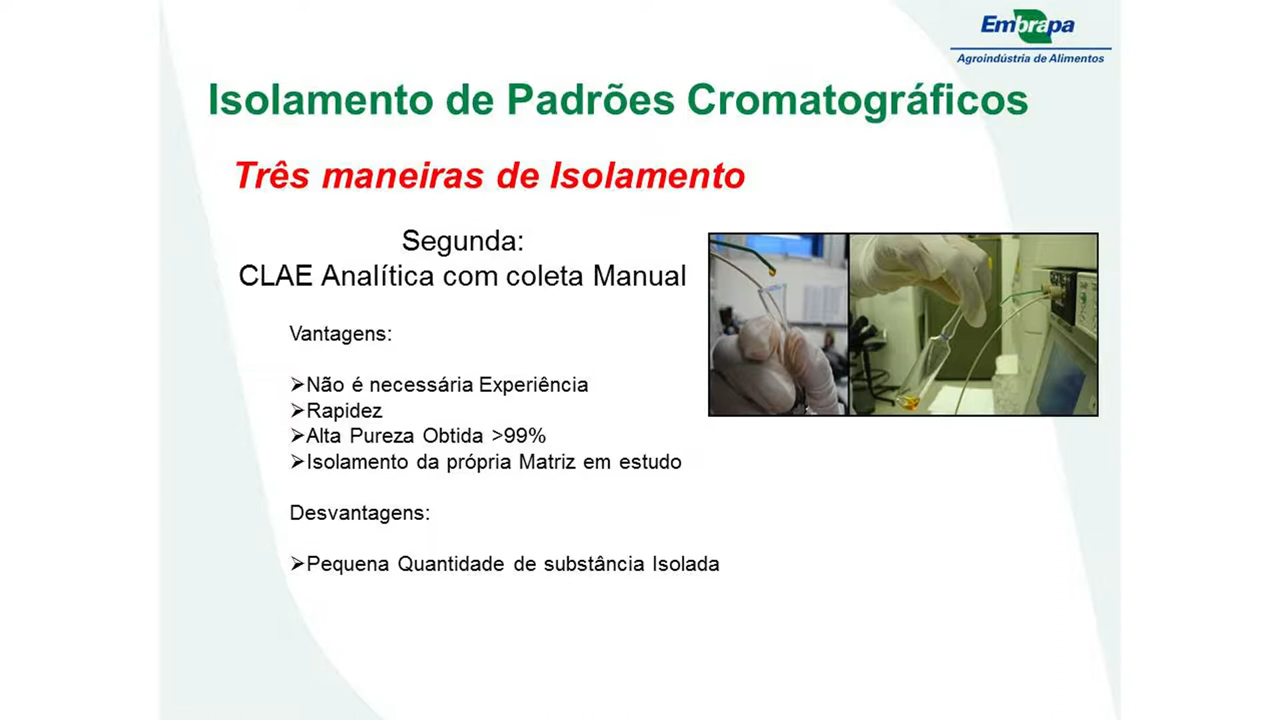 Embrapa
Agroindústria de Alimentos
Isolamento de Padrões Cromatográficos
Três maneiras de Isolamento
Segunda:
CLAE Analítica com coleta Manual
Vantagens:
➢Não é necessária Experiência
➢Rapidez
➢Alta Pureza Obtida >99%
➢Isolamento da própria Matriz em estudo
Desvantagens:
➢Pequena Quantidade de substância Isolada